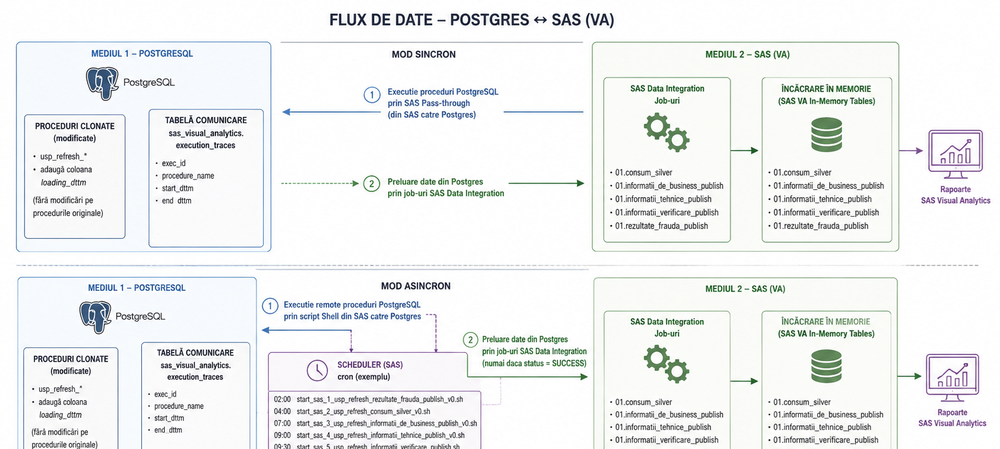 FLUX DE DATE – POSTGRES ↔ SAS (VA)
MEDIUL 1 – POSTGRESQL
PostgreSQL
PROCEDURI CLONATE
(modificate)
• usp_refresh_*
• adaugă coloana
loading_dttm
(fără modificări pe
procedurile originale)
TABELĂ COMUNICARE
sas_visual_analytics.
execution_traces
• exec_id
• procedure_name
• start_dttm
• end_dttm
MOD SINCRON
1
Executie proceduri PostgreSQL
prin SAS Pass-through
(din SAS catre Postgres)
2
Preluare date din Postgres
prin job-uri SAS Data Integration
MEDIUL 2 – SAS (VA)
SAS Data Integration
Job-uri
• 01.consum_silver
• 01.informatii_de_business_publish
• 01.informatii_tehnice_publish
• 01.informatii_verificare_publish
• 01.rezultate_frauda_publish
ÎNCĂCRARE ÎN MEMORIE
(SAS VA In-Memory Tables)
• 01.consum_silver
• 01.informatii_de_business_publish
• 01.informatii_tehnice_publish
• 01.informatii_verificare_publish
• 01.rezultate_frauda_publish
Rapoarte
SAS Visual Analytics
MEDIUL 1 – POSTGRESQL
PostgreSQL
PROCEDURI CLONATE
(modificate)
• usp_refresh_*
• adaugă coloana
loading_dttm
(fără modificări pe
procedurile originale)
TABELĂ COMUNICARE
sas_visual_analytics.
execution_traces
• exec_id
• procedure_name
• start_dttm
• end_dttm
MOD ASINCRON
1
Executie remote proceduri PostgreSQL
prin script Shell din SAS catre Postgres
2
Preluare date din Postgres
prin job-uri SAS Data Integration
(numai daca status = SUCCESS)
SCHEDULER (SAS)
cron (exemplu)
02:00 start_sas_1_usp_refresh_rezultate_frauda_publish_v0.sh
04:00 start_sas_2_usp_refresh_consum_silver_v0.sh
07:00 start_sas_3_usp_refresh_informatii_de_business_publish_v0.sh
09:00 start_sas_4_usp_refresh_informatii_tehnice_publish_v0.sh
09:30 start_sas_5_usp_refresh_informatii_verificare_publish.sh
MEDIUL 2 – SAS (VA)
SAS Data Integration
Job-uri
• 01.consum_silver
• 01.informatii_de_business_publish
• 01.informatii_tehnice_publish
• 01.informatii_verificare_publish
ÎNCĂCRARE ÎN MEMORIE
(SAS VA In-Memory Tables)
• 01.consum_silver
• 01.informatii_de_business_publish
• 01.informatii_tehnice_publish
• 01.informatii_verificare_publish
Rapoarte
SAS Visual Analytics